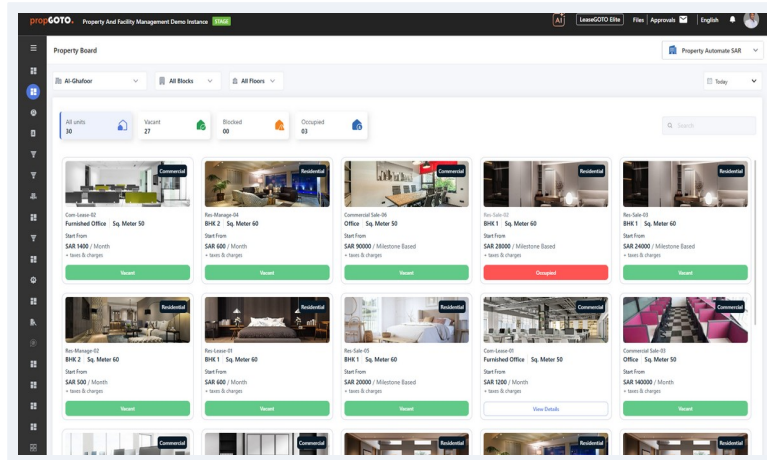 propGOTO. Property And Facility Management Demo Instance STAGE
AI LeaseGOTO Elite Files Approvals English
Property Board
Property Automate SAR
Al-Ghafoor All Blocks All Floors Today
All units Vacant Blocked Occupied
30 27 00 03
Search
Commercial Residential Commercial Residential Residential
Com-Lease-02 Res-Manage-04 Commercial Sale-06 Res-Sale-02 Res-Sale-03
Furnished Office Sq. Meter 50 BHK 2 Sq. Meter 60 Office Sq. Meter 50 BHK 1 Sq. Meter 60 BHK 1 Sq. Meter 60
Start From Start From Start From Start From Start From
SAR 1400 / Month SAR 600 / Month SAR 90000 / Milestone Based SAR 28000 / Milestone Based SAR 24000 / Milestone Based
+ taxes & charges + taxes & charges + taxes & charges + taxes & charges + taxes & charges
Vacant Vacant Vacant Occupied Vacant
Residential Residential Residential Commercial Commercial
Res-Manage-02 Res-Lease-01 Res-Sale-05 Com-Lease-01 Commercial Sale-03
BHK 2 Sq. Meter 60 BHK 1 Sq. Meter 60 BHK 1 Sq. Meter 60 Furnished Office Sq. Meter 50 Office Sq. Meter 50
Start From Start From Start From Start From Start From
SAR 500 / Month SAR 600 / Month SAR 20000 / Milestone Based SAR 1200 / Month SAR 140000 / Month
+ taxes & charges + taxes & charges + taxes & charges + taxes & charges + taxes & charges
Vacant Vacant Vacant View Details Vacant
Commercial Commercial Residential Residential Residential